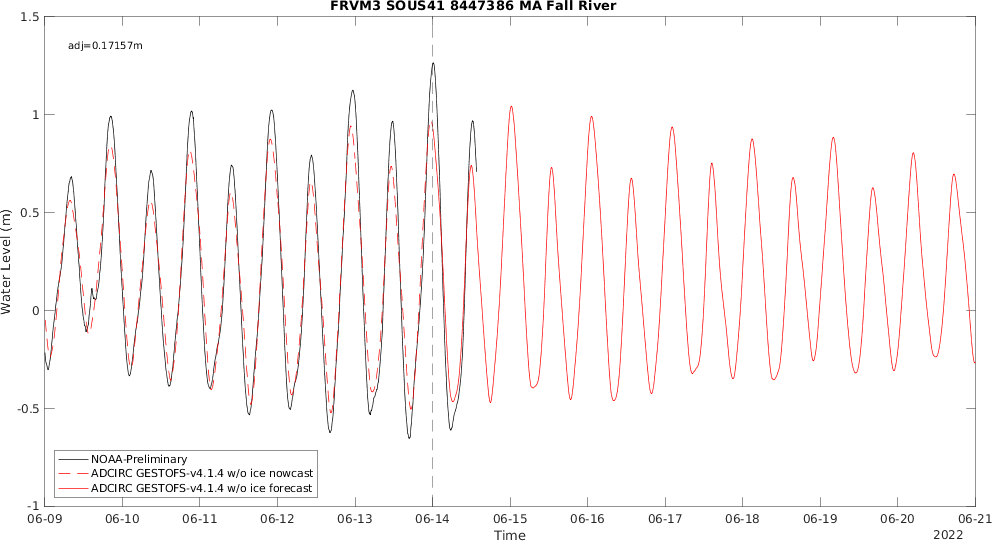 FRVM3 SOUS41 8447386 MA Fall River
1.5
adj=0.17157m
1
0.5
Water Level (m)
0
-0.5
NOAA-Preliminary
ADCIRC GESTOFS-v4.1.4 w/o ice nowcast
ADCIRC GESTOFS-v4.1.4 w/o ice forecast
-1
06-09 06-10 06-11 06-12 06-13 06-14 06-15 06-16 06-17 06-18 06-19 06-20 06-21
Time
2022